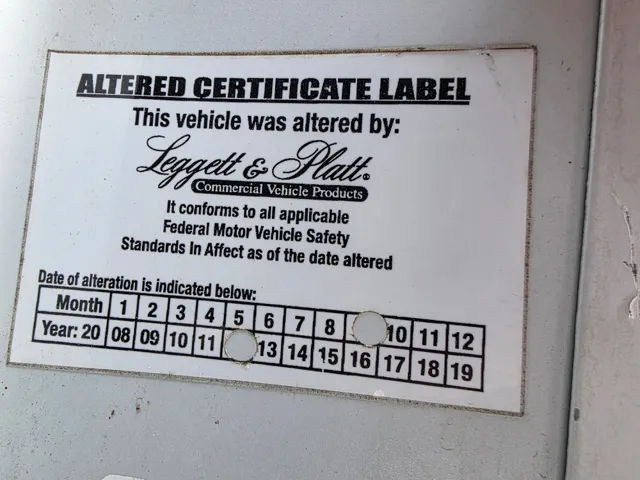 ALTERED CERTIFICATE LABEL
This vehicle was altered by:
Leggett & Platt®
Commercial Vehicle Products
It conforms to all applicable
Federal Motor Vehicle Safety
Standards In Affect as of the date altered
Date of alteration is indicated below:
Month 1 2 3 4 5 6 7 8 10 11 12
Year: 20 08 09 10 11 13 14 15 16 17 18 19